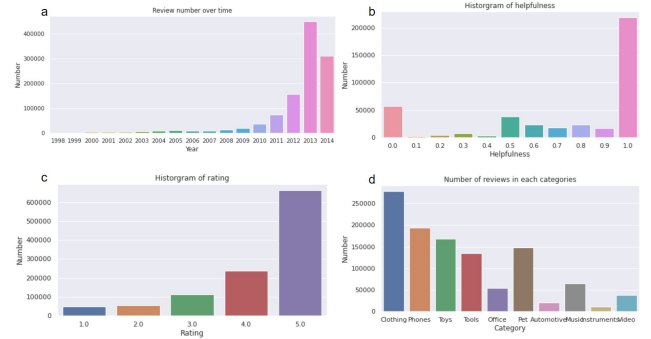 a
Review number over time
400000
300000
200000
100000
0
Number
1998 1999 2000 2001 2002 2003 2004 2005 2006 2007 2008 2009 2010 2011 2012 2013 2014
Year
b
Historgram of helpfulness
200000
150000
100000
50000
0
Number
0.0 0.1 0.2 0.3 0.4 0.5 0.6 0.7 0.8 0.9 1.0
Helpfulness
c
Historgram of rating
600000
500000
400000
300000
200000
100000
0
Number
1.0 2.0 3.0 4.0 5.0
Rating
d
Number of reviews in each categories
250000
200000
150000
100000
50000
0
Number
Clothing Phones Toys Tools Office Pet Automotive Music Instruments Video
Category